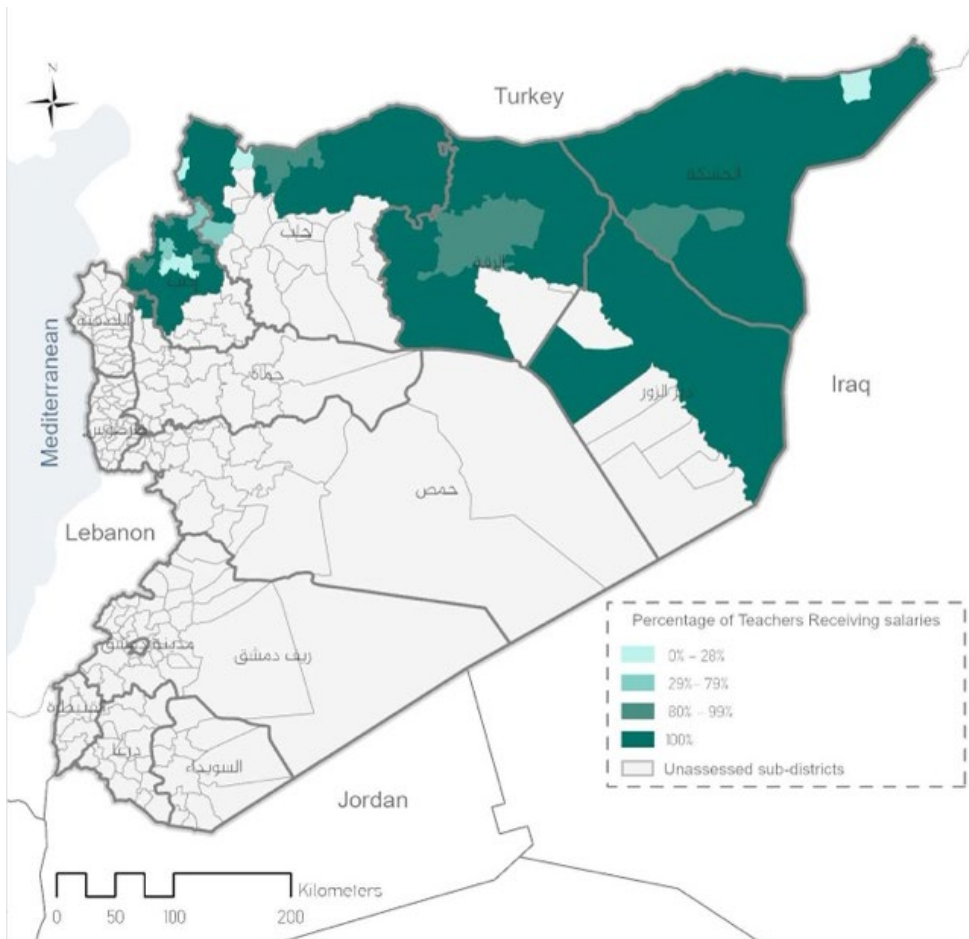 N
Turkey
الحسكة
حلب
الرقة
إدلب
اللاذقية
Mediterranean
حماة
Iraq
دير الزور
طرطوس
حمص
Lebanon
Percentage of Teachers Receiving salaries
0% – 28%
29% – 79%
80% – 99%
100%
Unassessed sub-districts
مدينة دمشق
ريف دمشق
القنيطرة
درعا
السويداء
Jordan
Kilometers
0 50 100 200